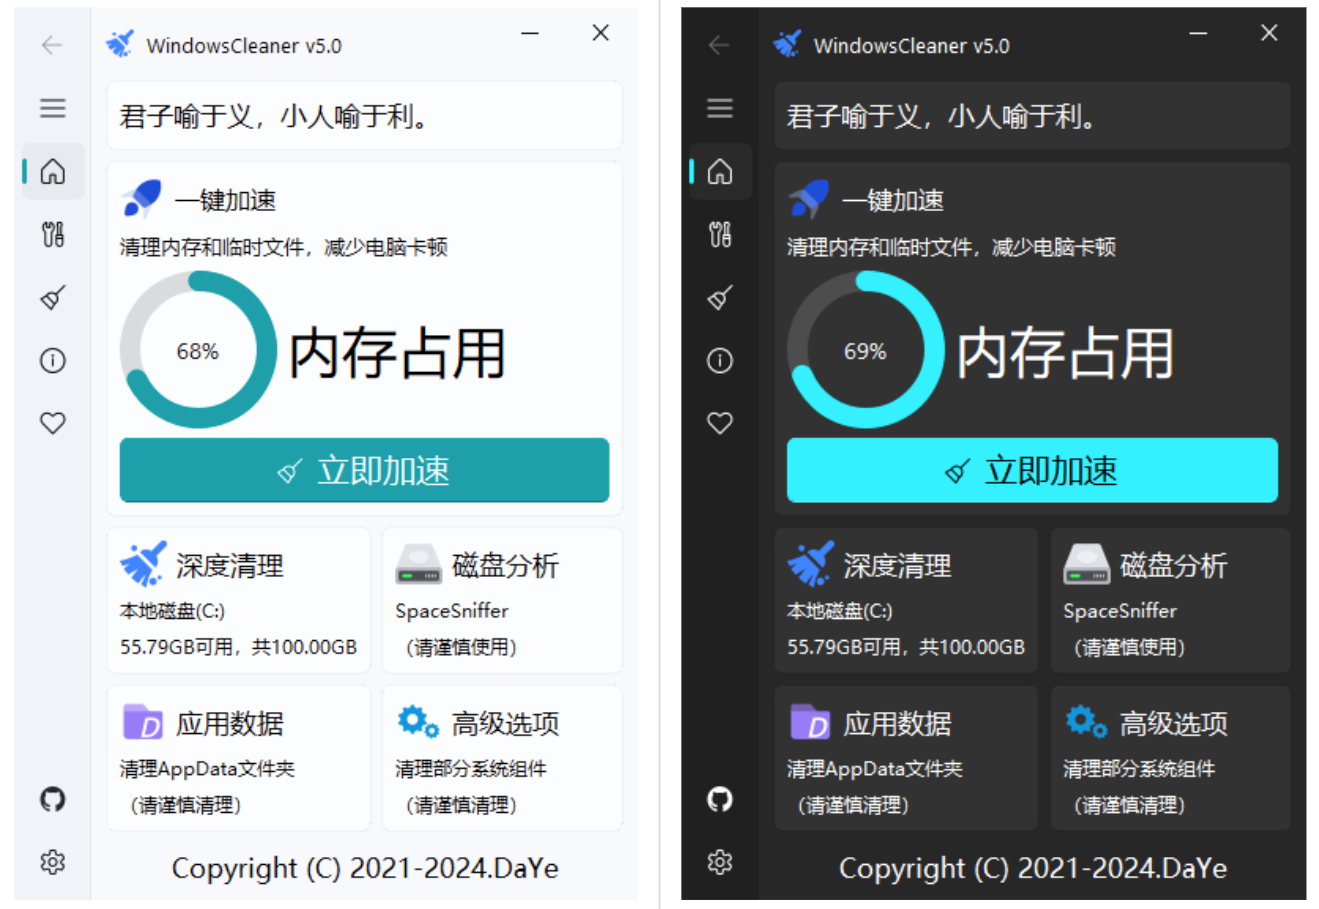 WindowsCleaner v5.0
君子喻于义，小人喻于利。
一键加速
清理内存和临时文件，减少电脑卡顿
68%
内存占用
立即加速
深度清理
本地磁盘(C:)
55.79GB可用，共100.00GB
磁盘分析
SpaceSniffer
（请谨慎使用）
应用数据
清理AppData文件夹
（请谨慎清理）
高级选项
清理部分系统组件
（请谨慎清理）
Copyright (C) 2021-2024.DaYe
WindowsCleaner v5.0
君子喻于义，小人喻于利。
一键加速
清理内存和临时文件，减少电脑卡顿
69%
内存占用
立即加速
深度清理
本地磁盘(C:)
55.79GB可用，共100.00GB
磁盘分析
SpaceSniffer
（请谨慎使用）
应用数据
清理AppData文件夹
（请谨慎清理）
高级选项
清理部分系统组件
（请谨慎清理）
Copyright (C) 2021-2024.DaYe